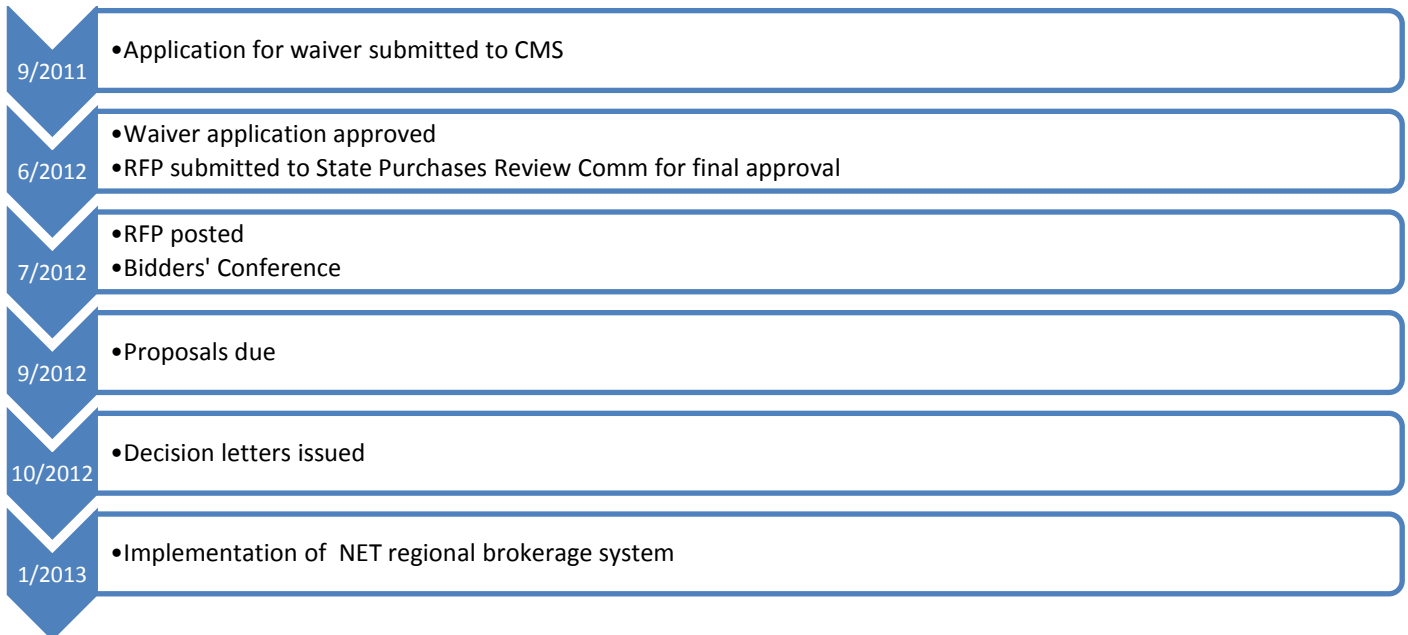 9/2011
•Application for waiver submitted to CMS
6/2012
•Waiver application approved
•RFP submitted to State Purchases Review Comm for final approval
7/2012
•RFP posted
•Bidders' Conference
9/2012
•Proposals due
10/2012
•Decision letters issued
1/2013
•Implementation of  NET regional brokerage system